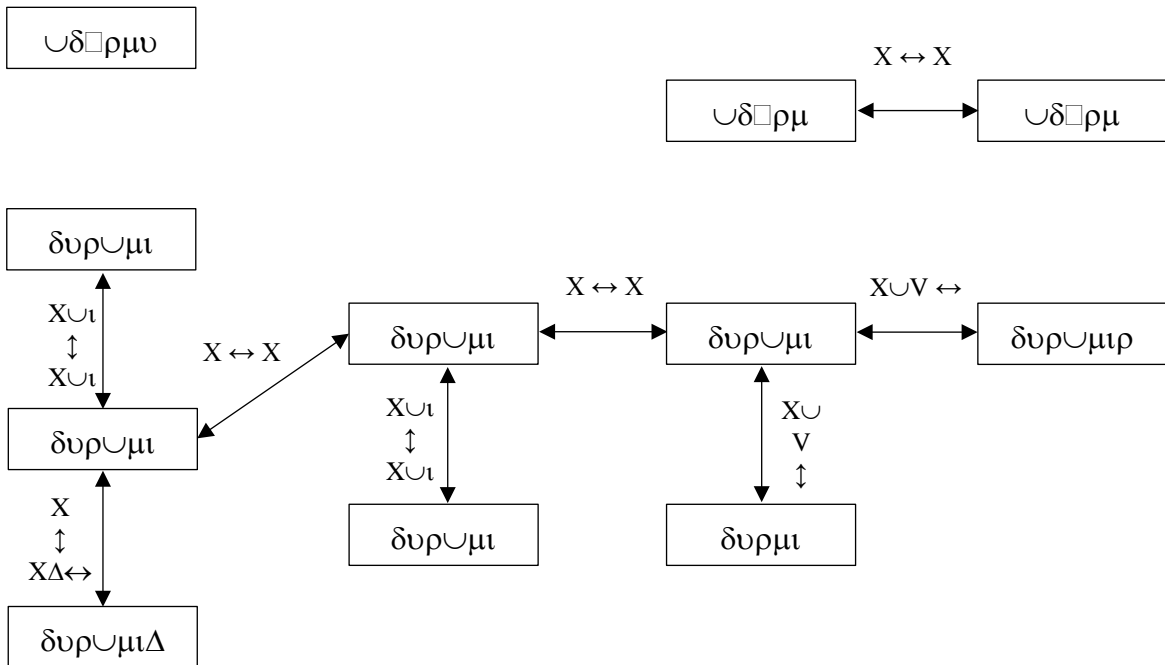 ∪δ□ρμυ
X ↔ X
∪δ□ρμ
∪δ□ρμ
δυρ∪μι
X∪ι
↕
X∪ι
X ↔ X
δυρ∪μι
X ↔ X
δυρ∪μι
X∪V ↔
δυρ∪μιρ
δυρ∪μι
X∪ι
↕
X∪ι
X∪
V
↕
X
↕
XΔ↔
δυρ∪μι
δυρμι
δυρ∪μιΔ